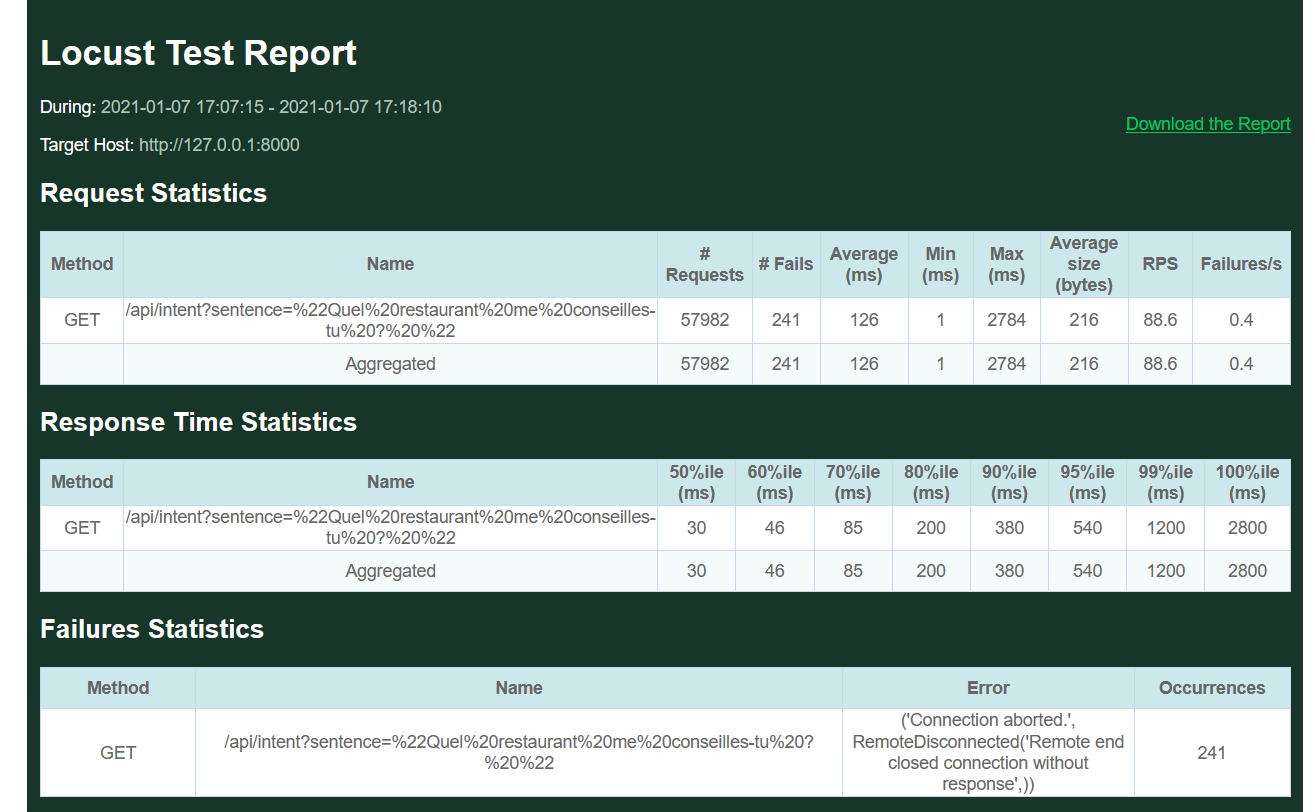 Locust Test Report
During: 2021-01-07 17:07:15 - 2021-01-07 17:18:10
Download the Report
Target Host: http://127.0.0.1:8000
Request Statistics
Method Name # Requests # Fails Average (ms) Min (ms) Max (ms) Average size (bytes) RPS Failures/s
GET /api/intent?sentence=%22Quel%20restaurant%20me%20conseilles-tu%20?%20%22 57982 241 126 1 2784 216 88.6 0.4
Aggregated 57982 241 126 1 2784 216 88.6 0.4
Response Time Statistics
Method Name 50%ile (ms) 60%ile (ms) 70%ile (ms) 80%ile (ms) 90%ile (ms) 95%ile (ms) 99%ile (ms) 100%ile (ms)
GET /api/intent?sentence=%22Quel%20restaurant%20me%20conseilles-tu%20?%20%22 30 46 85 200 380 540 1200 2800
Aggregated 30 46 85 200 380 540 1200 2800
Failures Statistics
Method Name Error Occurrences
GET /api/intent?sentence=%22Quel%20restaurant%20me%20conseilles-tu%20?%20%22 ('Connection aborted.', RemoteDisconnected('Remote end closed connection without response',)) 241